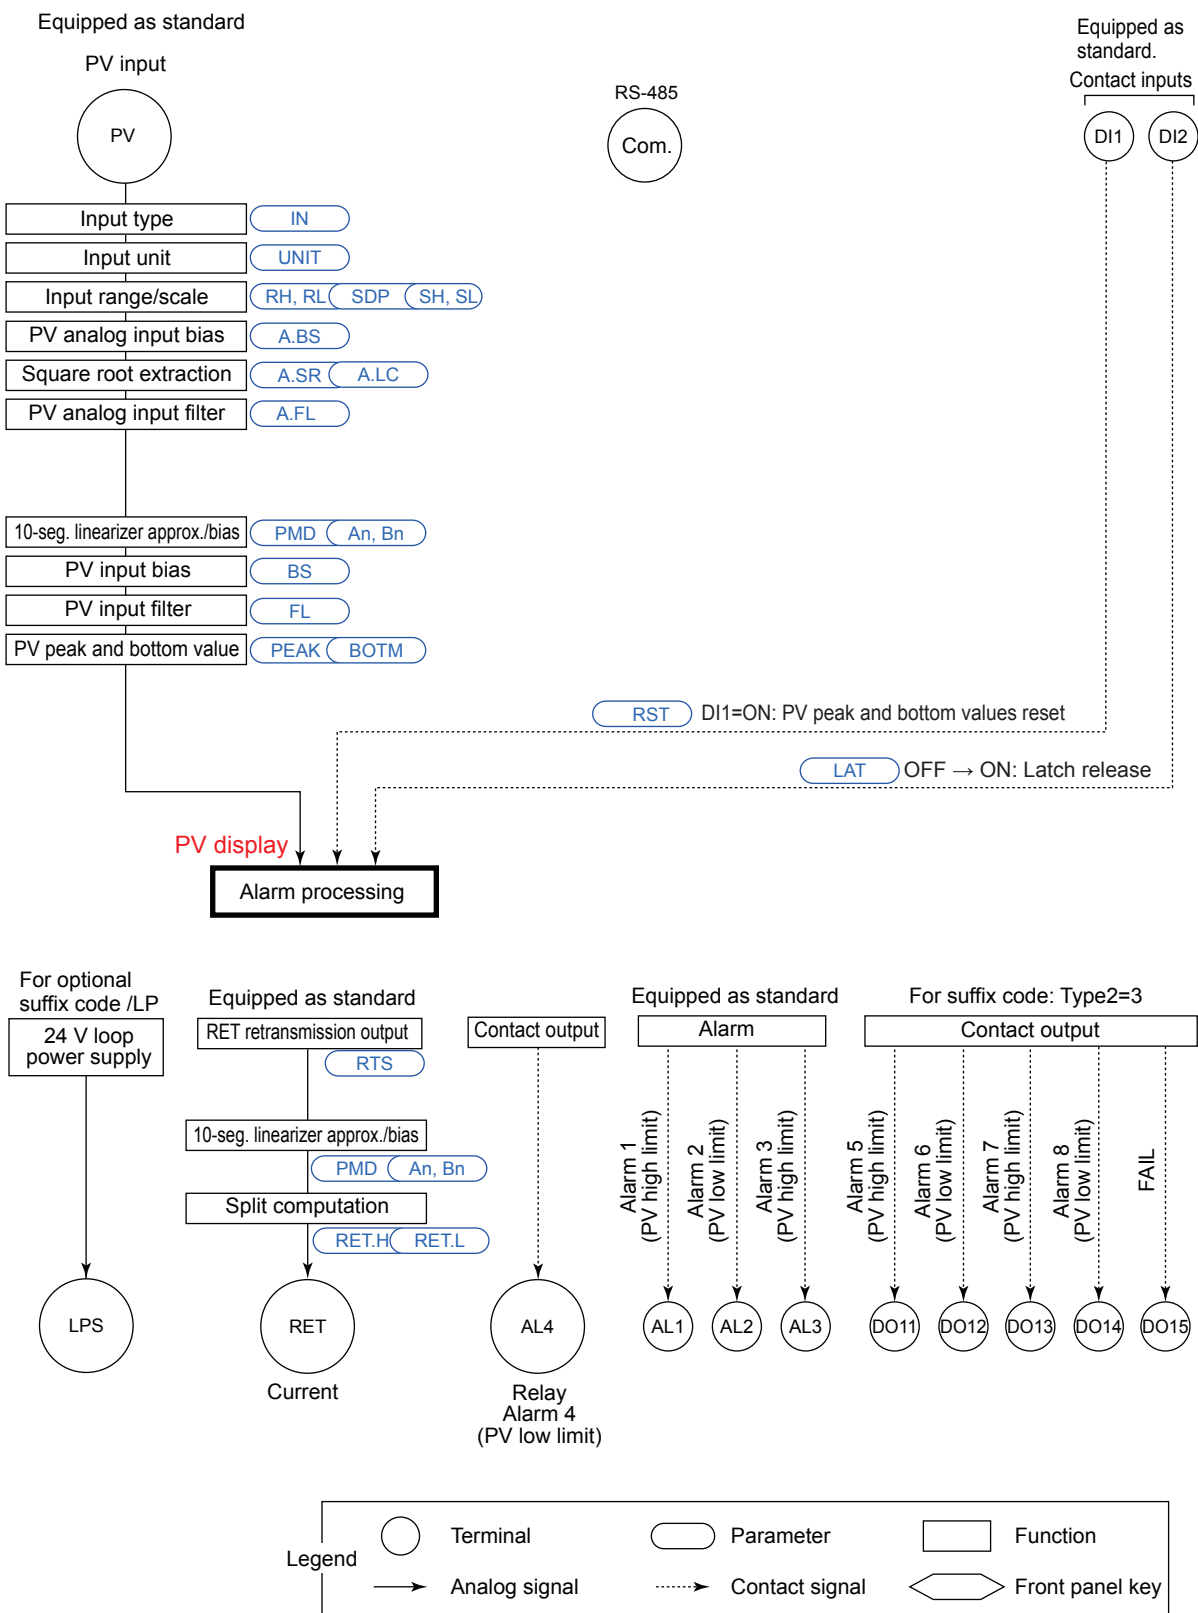 Equipped as standard
PV input
PV
RS-485
Com.
Equipped as
standard.
Contact inputs
DI1
DI2
Input type
IN
Input unit
UNIT
Input range/scale
RH, RL
SDP
SH, SL
PV analog input bias
A.BS
Square root extraction
A.SR
A.LC
PV analog input filter
A.FL
10-seg. linearizer approx./bias
PMD
An, Bn
PV input bias
BS
PV input filter
FL
PV peak and bottom value
PEAK
BOTM
RST
DI1=ON: PV peak and bottom values reset
LAT
OFF → ON: Latch release
PV display
Alarm processing
For optional
suffix code /LP
24 V loop
power supply
LPS
Equipped as standard
RET retransmission output
RTS
10-seg. linearizer approx./bias
PMD
An, Bn
Split computation
RET.H
RET.L
RET
Current
Contact output
AL4
Relay
Alarm 4
(PV low limit)
Equipped as standard
Alarm
Alarm 1
(PV high limit)
Alarm 2
(PV low limit)
Alarm 3
(PV high limit)
AL1
AL2
AL3
For suffix code: Type2=3
Contact output
Alarm 5
(PV high limit)
Alarm 6
(PV low limit)
Alarm 7
(PV high limit)
Alarm 8
(PV low limit)
FAIL
DO11
DO12
DO13
DO14
DO15
Legend
Terminal
Parameter
Function
Analog signal
Contact signal
Front panel key